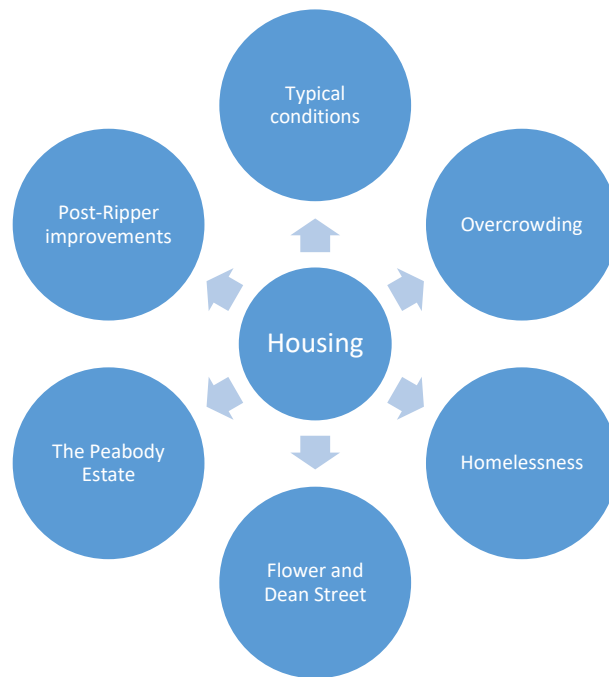 Typical
conditions
Post-Ripper
improvements
Overcrowding
Housing
The Peabody
Estate
Homelessness
Flower and
Dean Street